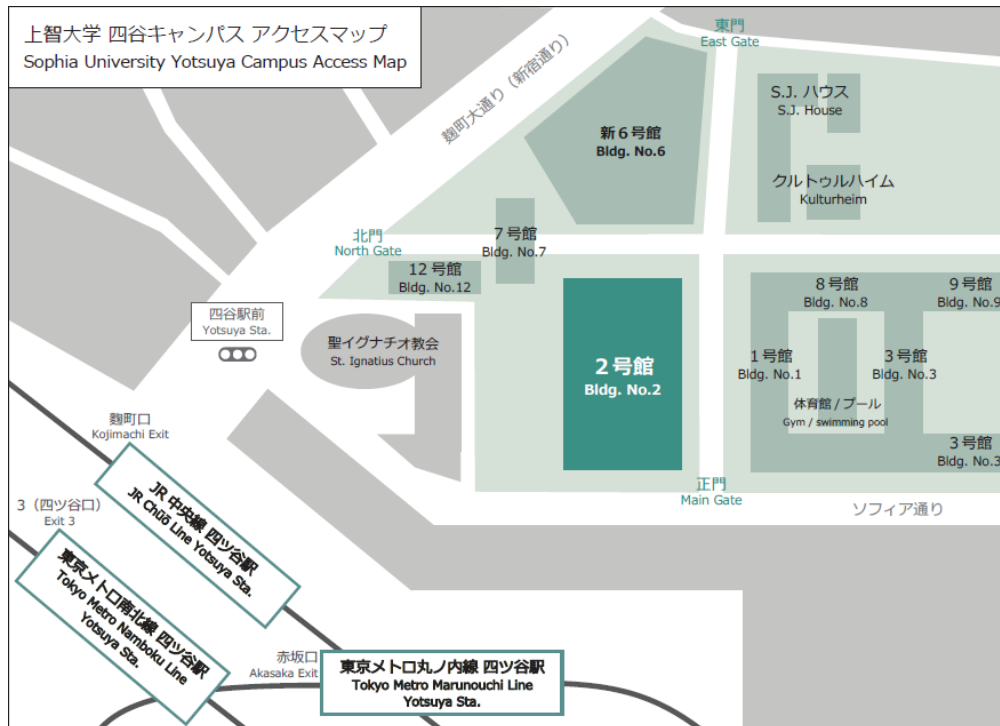 上智大学 四谷キャンパス アクセスマップ
Sophia University Yotsuya Campus Access Map
麹町大通り（新宿通り）
東門
East Gate
S.J. ハウス
S.J. House
新６号館
Bldg. No.6
クルトゥルハイム
Kulturheim
北門
North Gate
７号館
Bldg. No.7
12 号館
Bldg. No.12
８号館
Bldg. No.8
９号館
Bldg. No.9
四谷駅前
Yotsuya Sta.
聖イグナチオ教会
St. Ignatius Church
２号館
Bldg. No.2
１号館
Bldg. No.1
３号館
Bldg. No.3
体育館 / プール
Gym / swimming pool
３号館
Bldg. No.3
麹町口
Kojimachi Exit
正門
Main Gate
ソフィア通り
3（四ツ谷口）
Exit 3
JR 中央線 四ツ谷駅
JR Chūō Line Yotsuya Sta.
東京メトロ南北線 四ツ谷駅
Tokyo Metro Namboku Line
Yotsuya Sta.
赤坂口
Akasaka Exit
東京メトロ丸ノ内線 四ツ谷駅
Tokyo Metro Marunouchi Line
Yotsuya Sta.